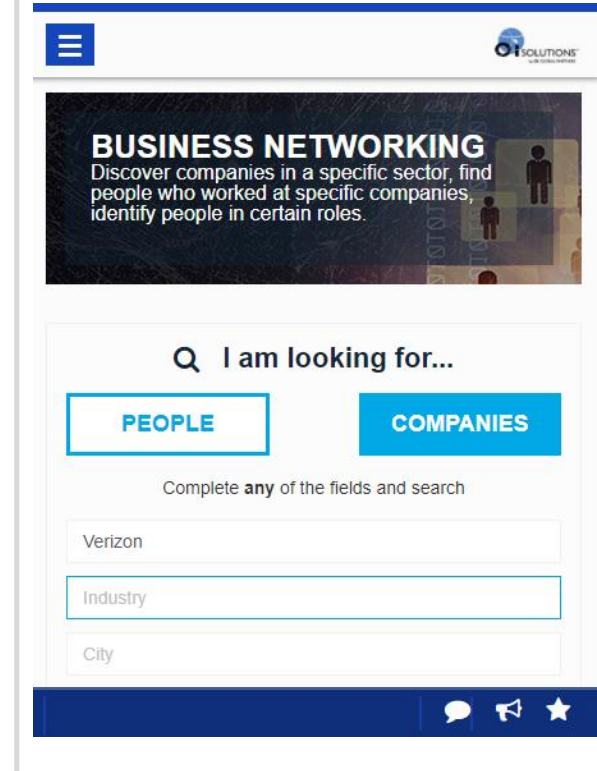 Oi SOLUTIONS
BUSINESS NETWORKING
Discover companies in a specific sector, find
people who worked at specific companies,
identify people in certain roles.
I am looking for...
PEOPLE
COMPANIES
Complete any of the fields and search
Verizon
Industry
City